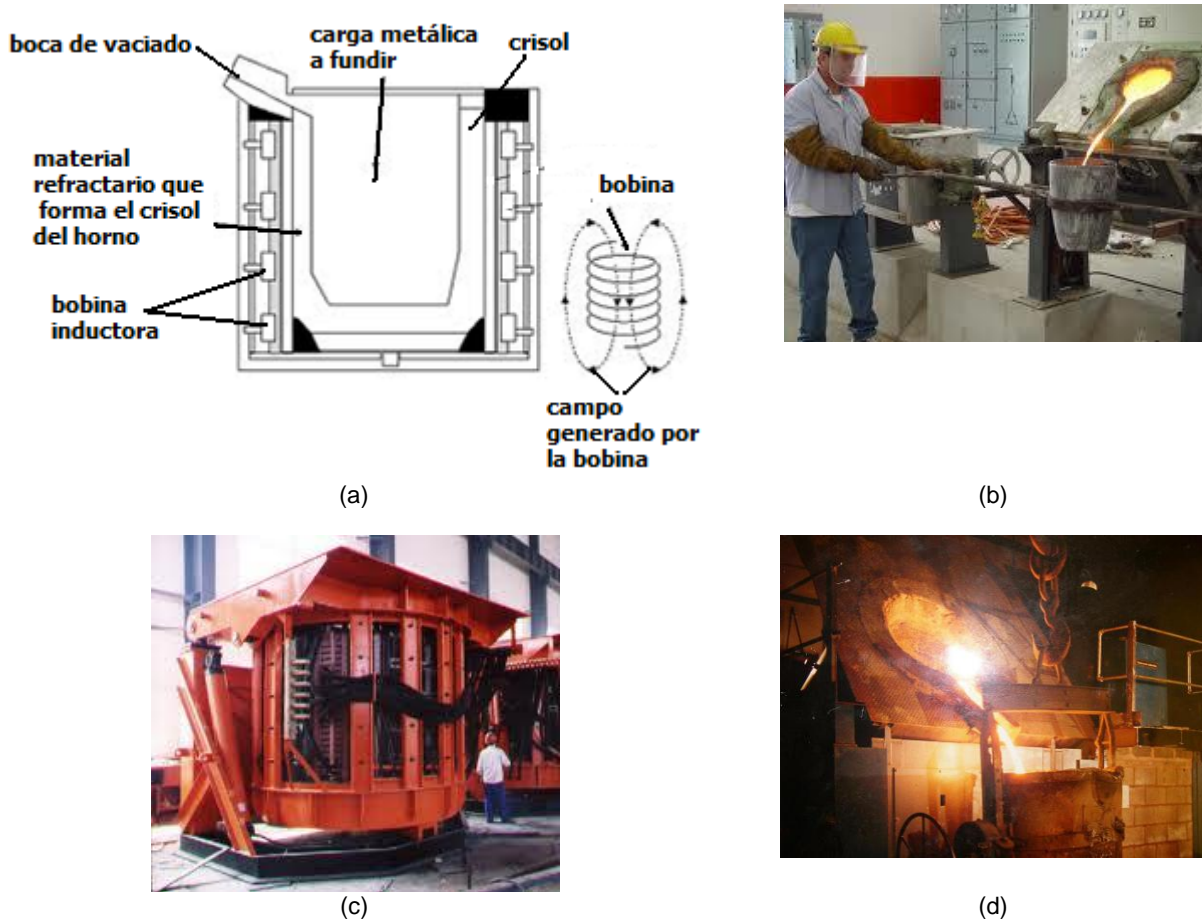 boca de vaciado
carga metálica
a fundir
crisol
material
refractario que
forma el crisol
del horno
bobina
inductora
bobina
campo
generado por
la bobina
(a)
(b)
(c)
(d)